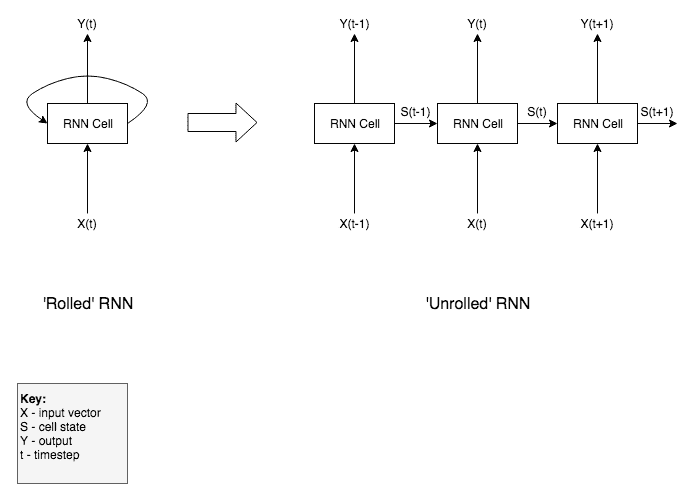 Y(t)
RNN Cell
X(t)
'Rolled' RNN
Y(t-1)
Y(t)
Y(t+1)
RNN Cell
S(t-1)
RNN Cell
S(t)
RNN Cell
S(t+1)
X(t-1)
X(t)
X(t+1)
'Unrolled' RNN
Key:
X - input vector
S - cell state
Y - output
t - timestep